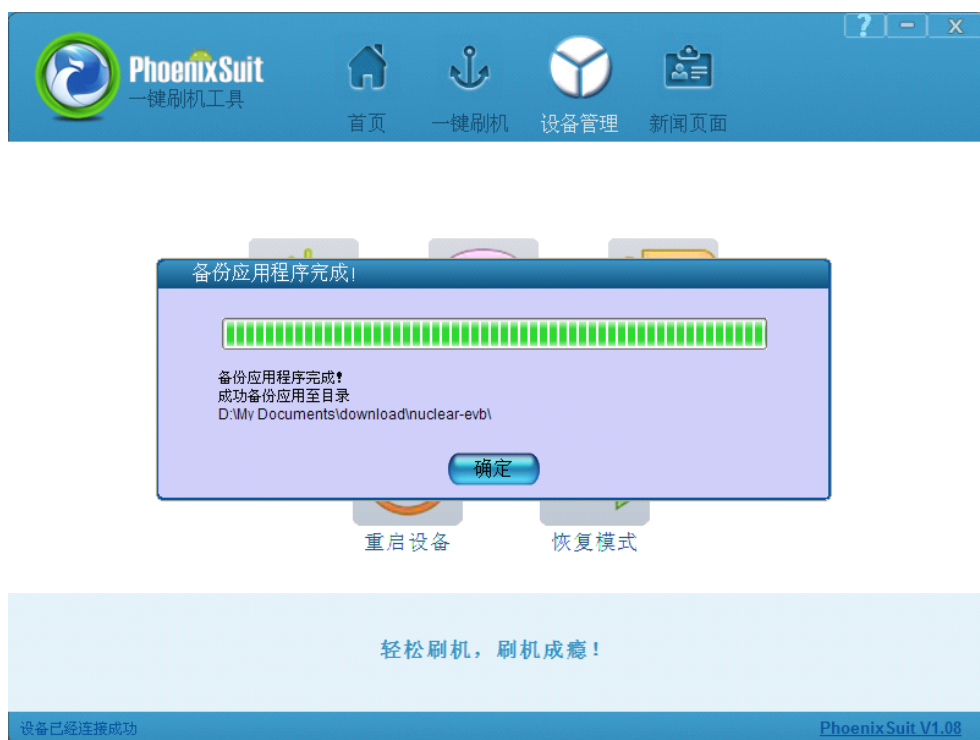 ? - x
PhoenixSuit
一键刷机工具
首页 一键刷机 设备管理 新闻页面
备份应用程序完成!
备份应用程序完成!
成功备份应用至目录
D:\My Documents\download\nuclear-evb\
确定
重启设备 恢复模式
轻松刷机，刷机成瘾！
设备已经连接成功 PhoenixSuit V1.08